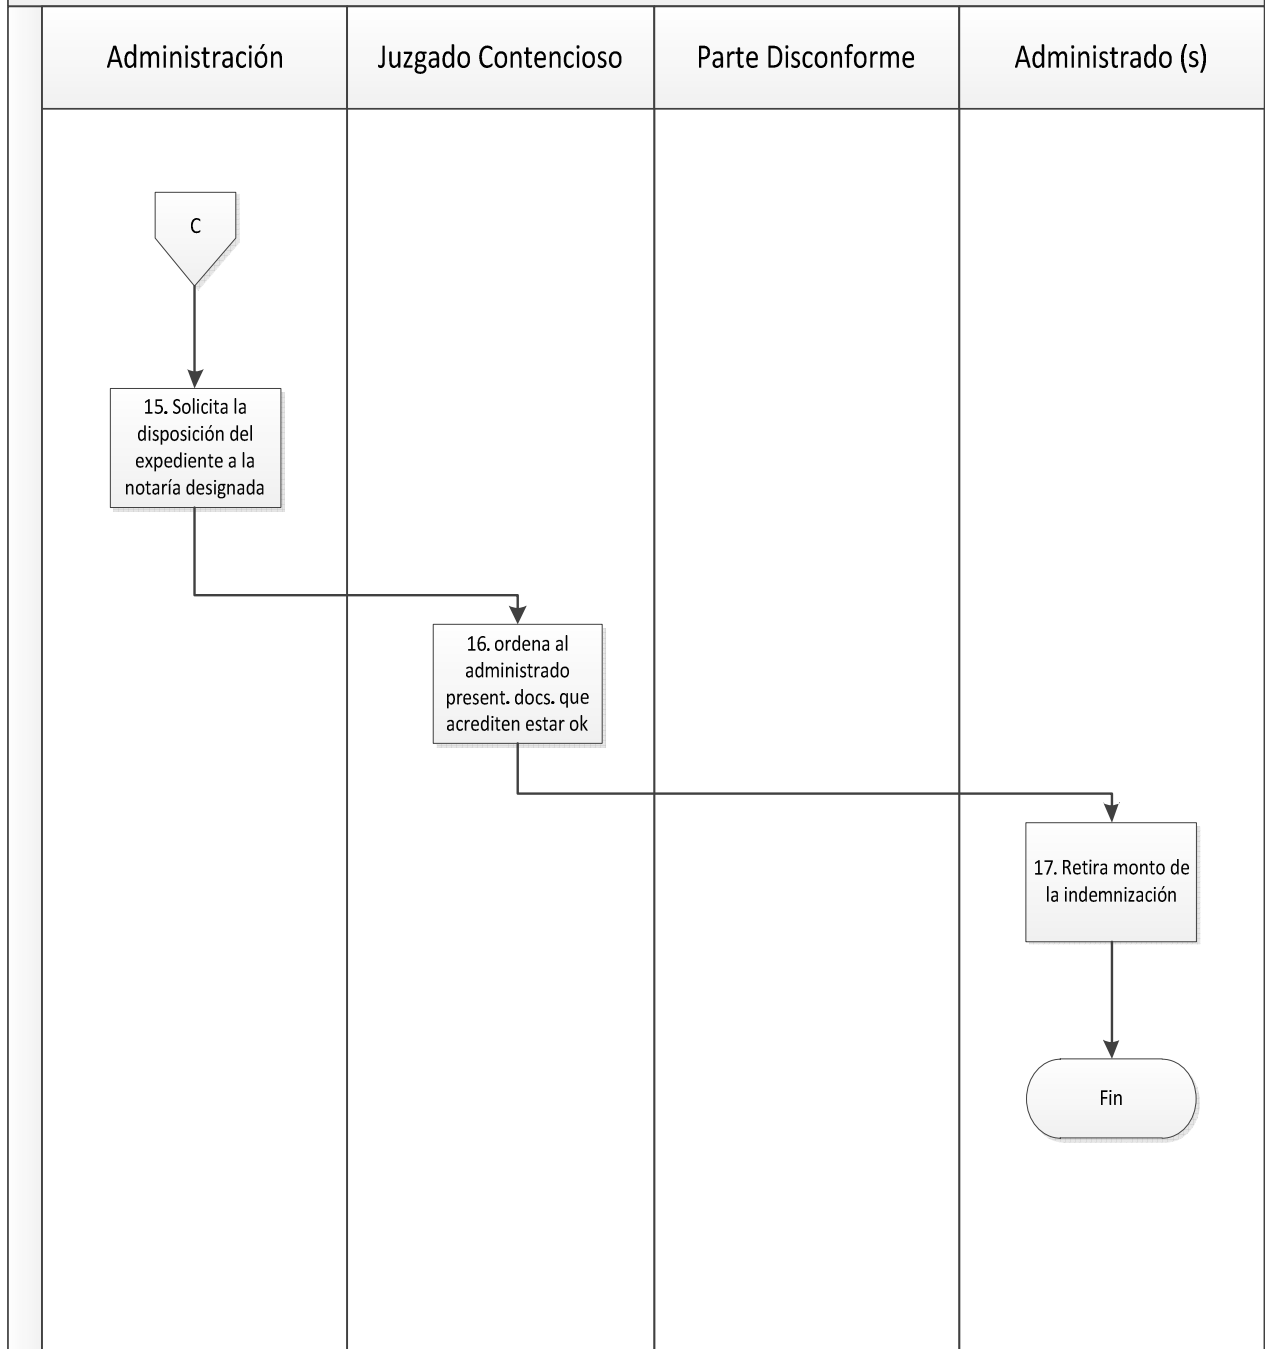 Administración
Juzgado Contencioso
Parte Disconforme
Administrado (s)
C
15. Solicita la
disposición del
expediente a la
notaría designada
16. ordena al
administrado
present. docs. que
acrediten estar ok
17. Retira monto de
la indemnización
Fin